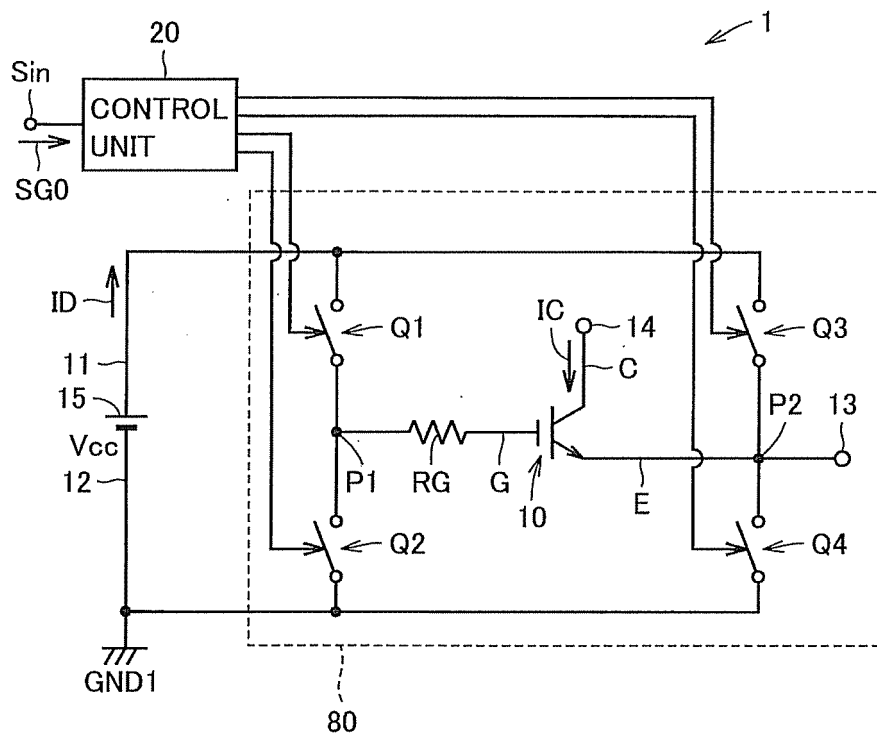 1
20
Sin
CONTROL
UNIT
SG0
ID
Q1
IC
14
Q3
11
C
15
P2
13
Vcc
12
P1
RG
G
10
E
Q2
Q4
GND1
80